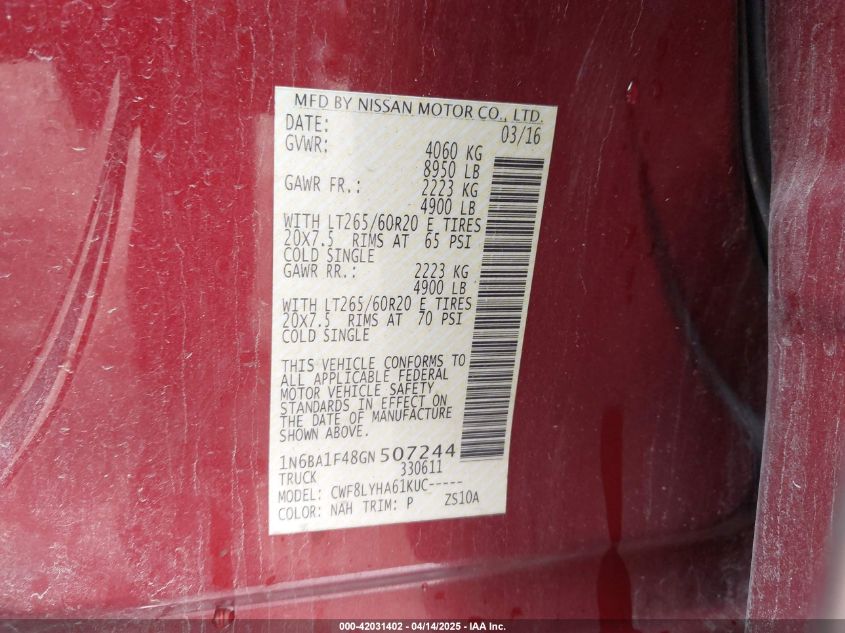 MFD BY NISSAN MOTOR CO., LTD.
DATE: 03/16
GVWR: 4060 KG
8950 LB
GAWR FR.: 2223 KG
4900 LB
WITH LT265/60R20 E TIRES
20X7.5 RIMS AT 65 PSI
COLD SINGLE
GAWR RR.: 2223 KG
4900 LB
WITH LT265/60R20 E TIRES
20X7.5 RIMS AT 70 PSI
COLD SINGLE
THIS VEHICLE CONFORMS TO
ALL APPLICABLE FEDERAL
MOTOR VEHICLE SAFETY
STANDARDS IN EFFECT ON
THE DATE OF MANUFACTURE
SHOWN ABOVE.
1N6BA1F48GN 507244
TRUCK 330611
MODEL: CWF8LYHA61KUC-----
COLOR: NAH TRIM: P ZS10A
000-42031402 - 04/14/2025 - IAA Inc.